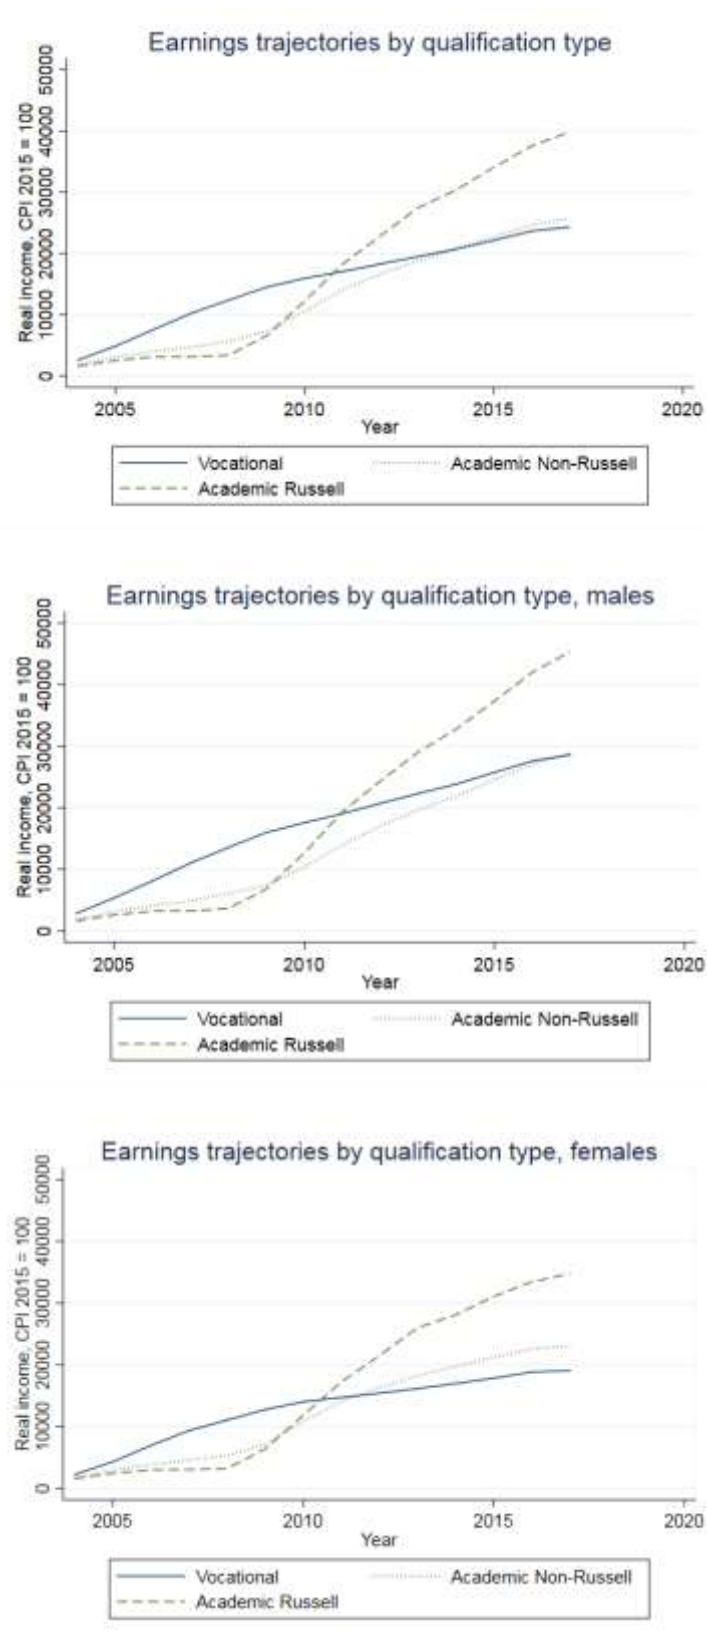 Earnings trajectories by qualification type
Real income, CPI 2015 = 100
50000
40000
30000
20000
10000
0
2005 2010 2015 2020
Year
Vocational Academic Non-Russell
Academic Russell
Earnings trajectories by qualification type, males
Real income, CPI 2015 = 100
50000
40000
30000
20000
10000
0
2005 2010 2015 2020
Year
Vocational Academic Non-Russell
Academic Russell
Earnings trajectories by qualification type, females
Real income, CPI 2015 = 100
50000
40000
30000
20000
10000
0
2005 2010 2015 2020
Year
Vocational Academic Non-Russell
Academic Russell